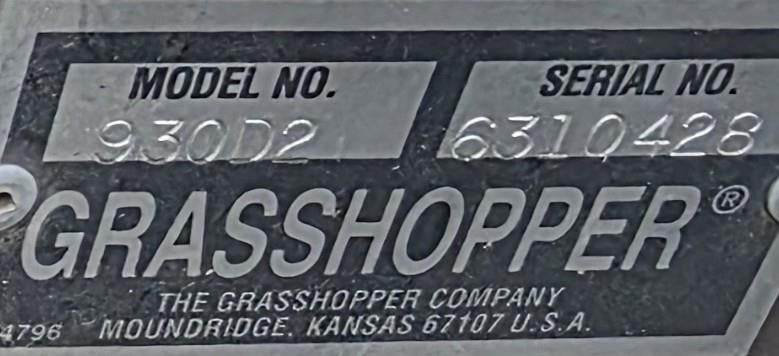 MODEL NO. SERIAL NO.
930D2 6310428
GRASSHOPPER®
THE GRASSHOPPER COMPANY
4796 MOUNDRIDGE, KANSAS 67107 U.S.A.